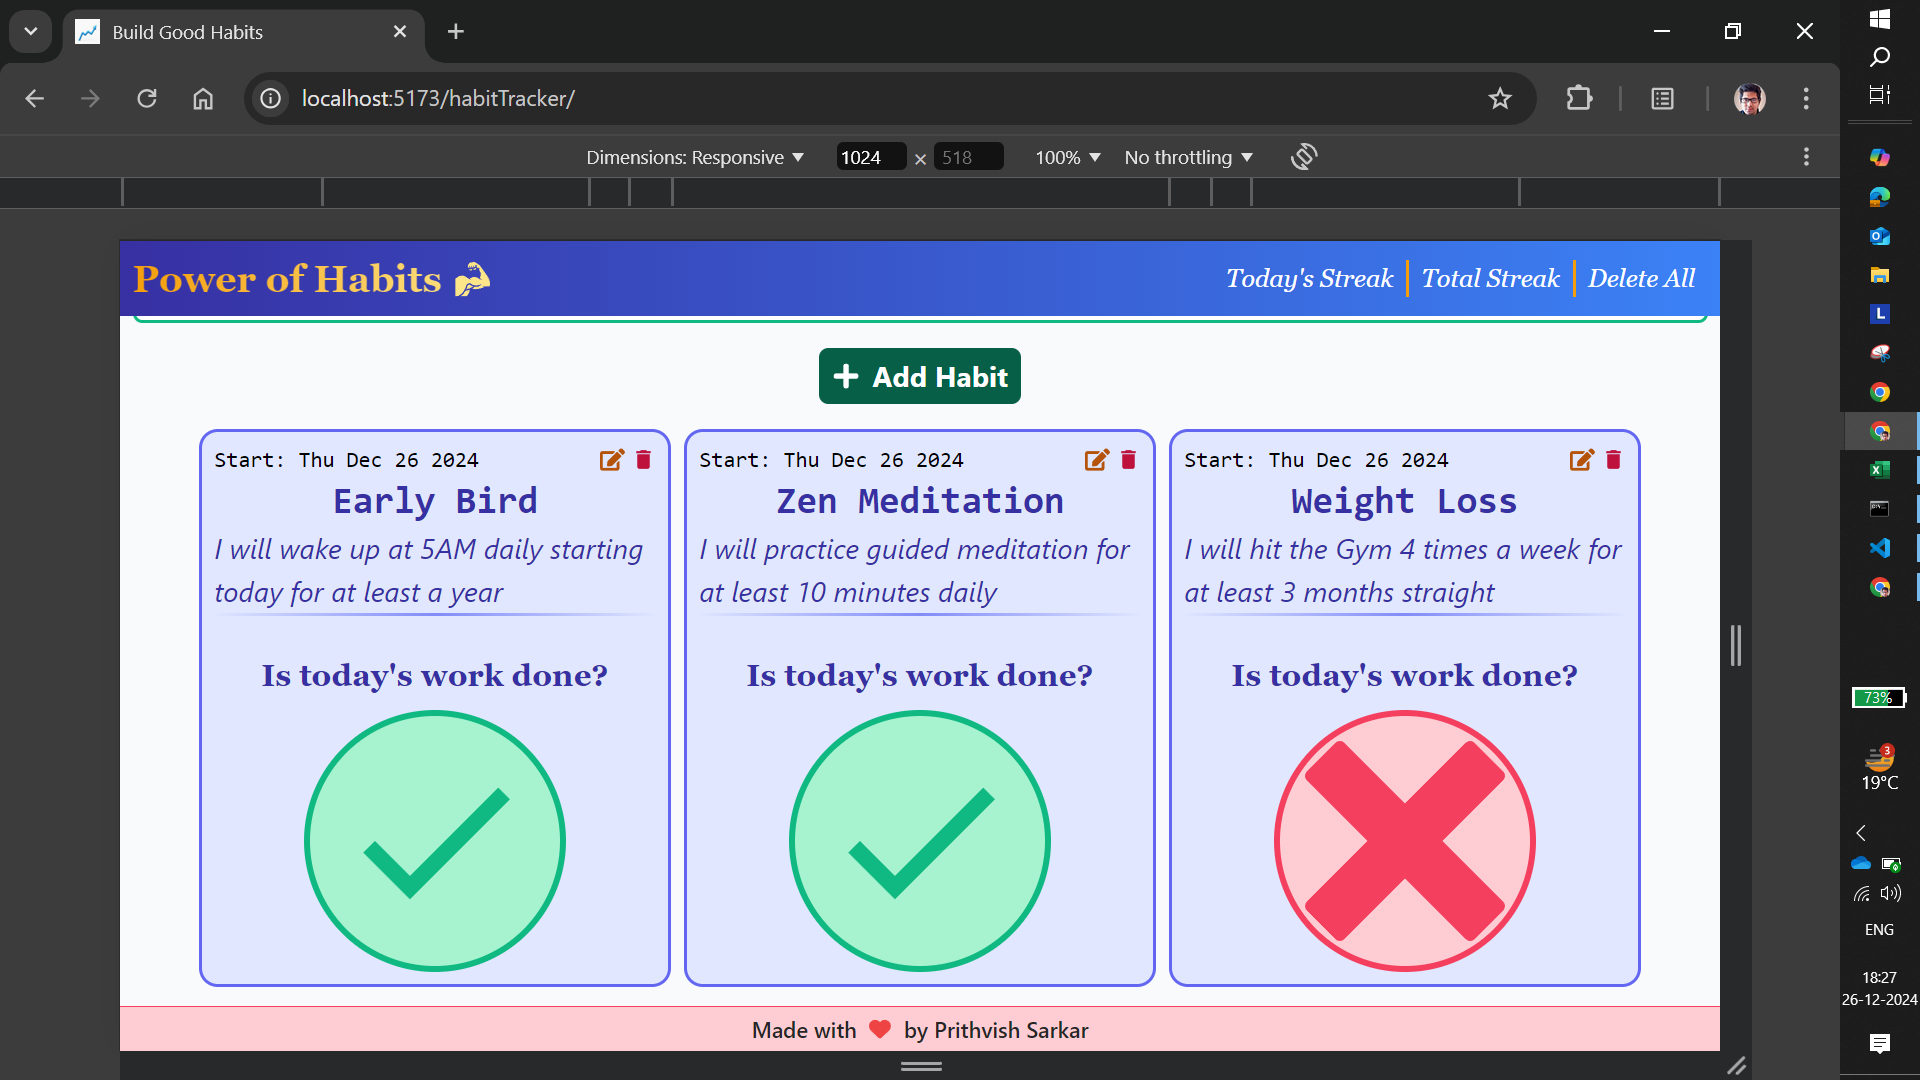 Build Good Habits
localhost:5173/habitTracker/
Dimensions: Responsive 1024 × 518 100% No throttling
Power of Habits
Today's Streak Total Streak Delete All
Add Habit
Start: Thu Dec 26 2024
Early Bird
I will wake up at 5AM daily starting
today for at least a year
Is today's work done?
Start: Thu Dec 26 2024
Zen Meditation
I will practice guided meditation for
at least 10 minutes daily
Is today's work done?
Start: Thu Dec 26 2024
Weight Loss
I will hit the Gym 4 times a week for
at least 3 months straight
Is today's work done?
Made with by Prithvish Sarkar
L
73%
3
19°C
ENG
18:27
26-12-2024